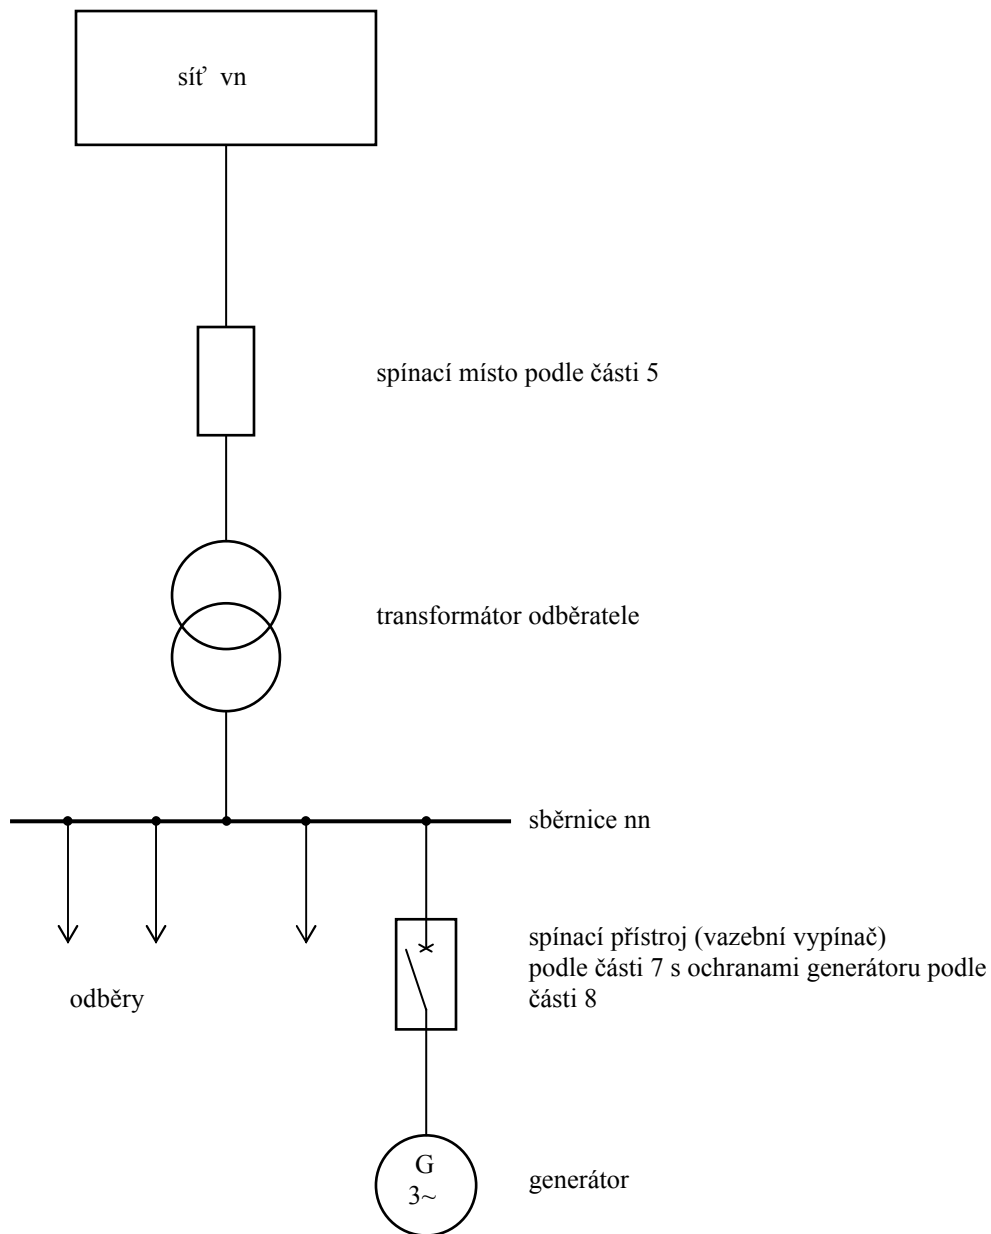 síť vn
spínací místo podle části 5
transformátor odběratele
sběrnice nn
spínací přístroj (vazební vypínač)
podle části 7 s ochranami generátoru podle
části 8
odběry
G
3~
generátor